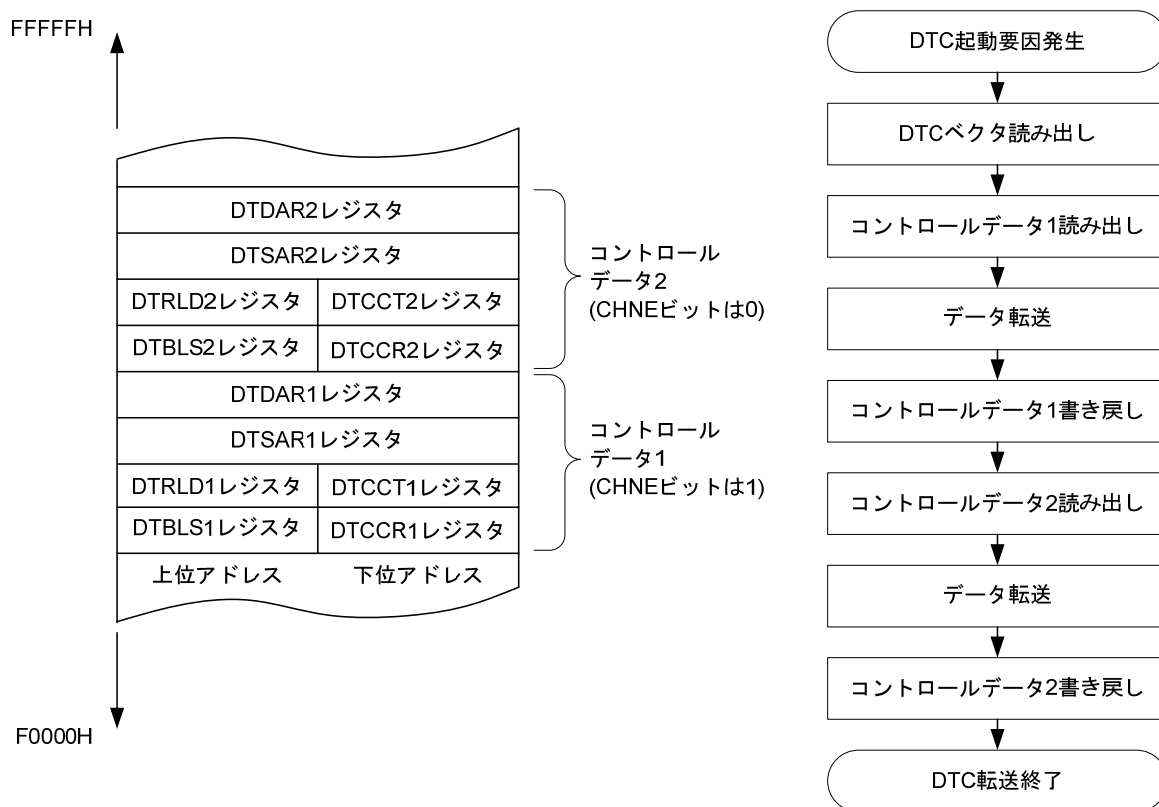 FFFFFH
DTDAR2レジスタ
DTSAR2レジスタ
DTRLD2レジスタ DTCCT2レジスタ
DTBLS2レジスタ DTCCR2レジスタ
DTDAR1レジスタ
DTSAR1レジスタ
DTRLD1レジスタ DTCCT1レジスタ
DTBLS1レジスタ DTCCR1レジスタ
上位アドレス 下位アドレス
F0000H
コントロール
データ2
(CHNEビットは0)
コントロール
データ1
(CHNEビットは1)
DTC起動要因発生
DTCベクタ読み出し
コントロールデータ1読み出し
データ転送
コントロールデータ1書き戻し
コントロールデータ2読み出し
データ転送
コントロールデータ2書き戻し
DTC転送終了